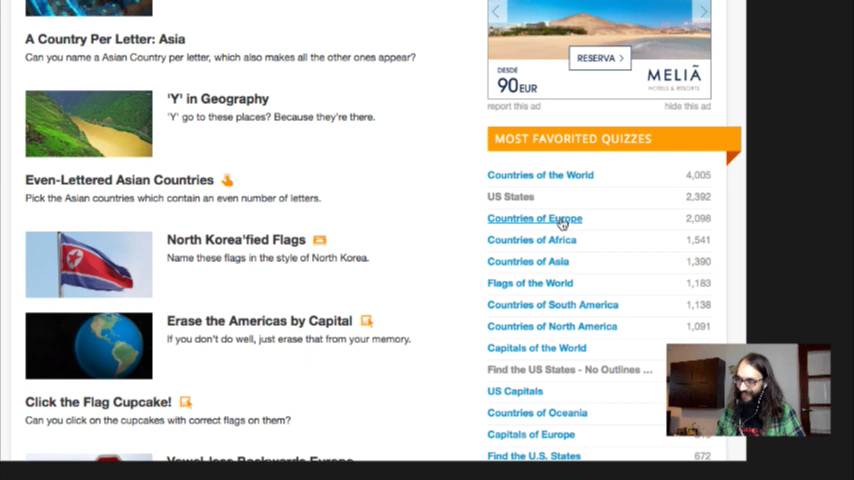 A Country Per Letter: Asia
Can you name a Asian Country per letter, which also makes all the other ones appear?
'Y' in Geography
'Y' go to these places? Because they're there.
Even-Lettered Asian Countries
Pick the Asian countries which contain an even number of letters.
North Korea'fied Flags
Name these flags in the style of North Korea.
Erase the Americas by Capital
If you don't do well, just erase that from your memory.
Click the Flag Cupcake!
Can you click on the cupcakes with correct flags on them?
Vowel-less Backwards Europe
RESERVA >
DESDE
90EUR
MELIÃ
HOTELS & RESORTS
report this ad
hide this ad
MOST FAVORITED QUIZZES
Countries of the World 4,005
US States 2,392
Countries of Europe 2,098
Countries of Africa 1,541
Countries of Asia 1,390
Flags of the World 1,183
Countries of South America 1,138
Countries of North America 1,091
Capitals of the World
Find the US States - No Outlines ...
US Capitals
Countries of Oceania
Capitals of Europe
Find the U.S. States 672